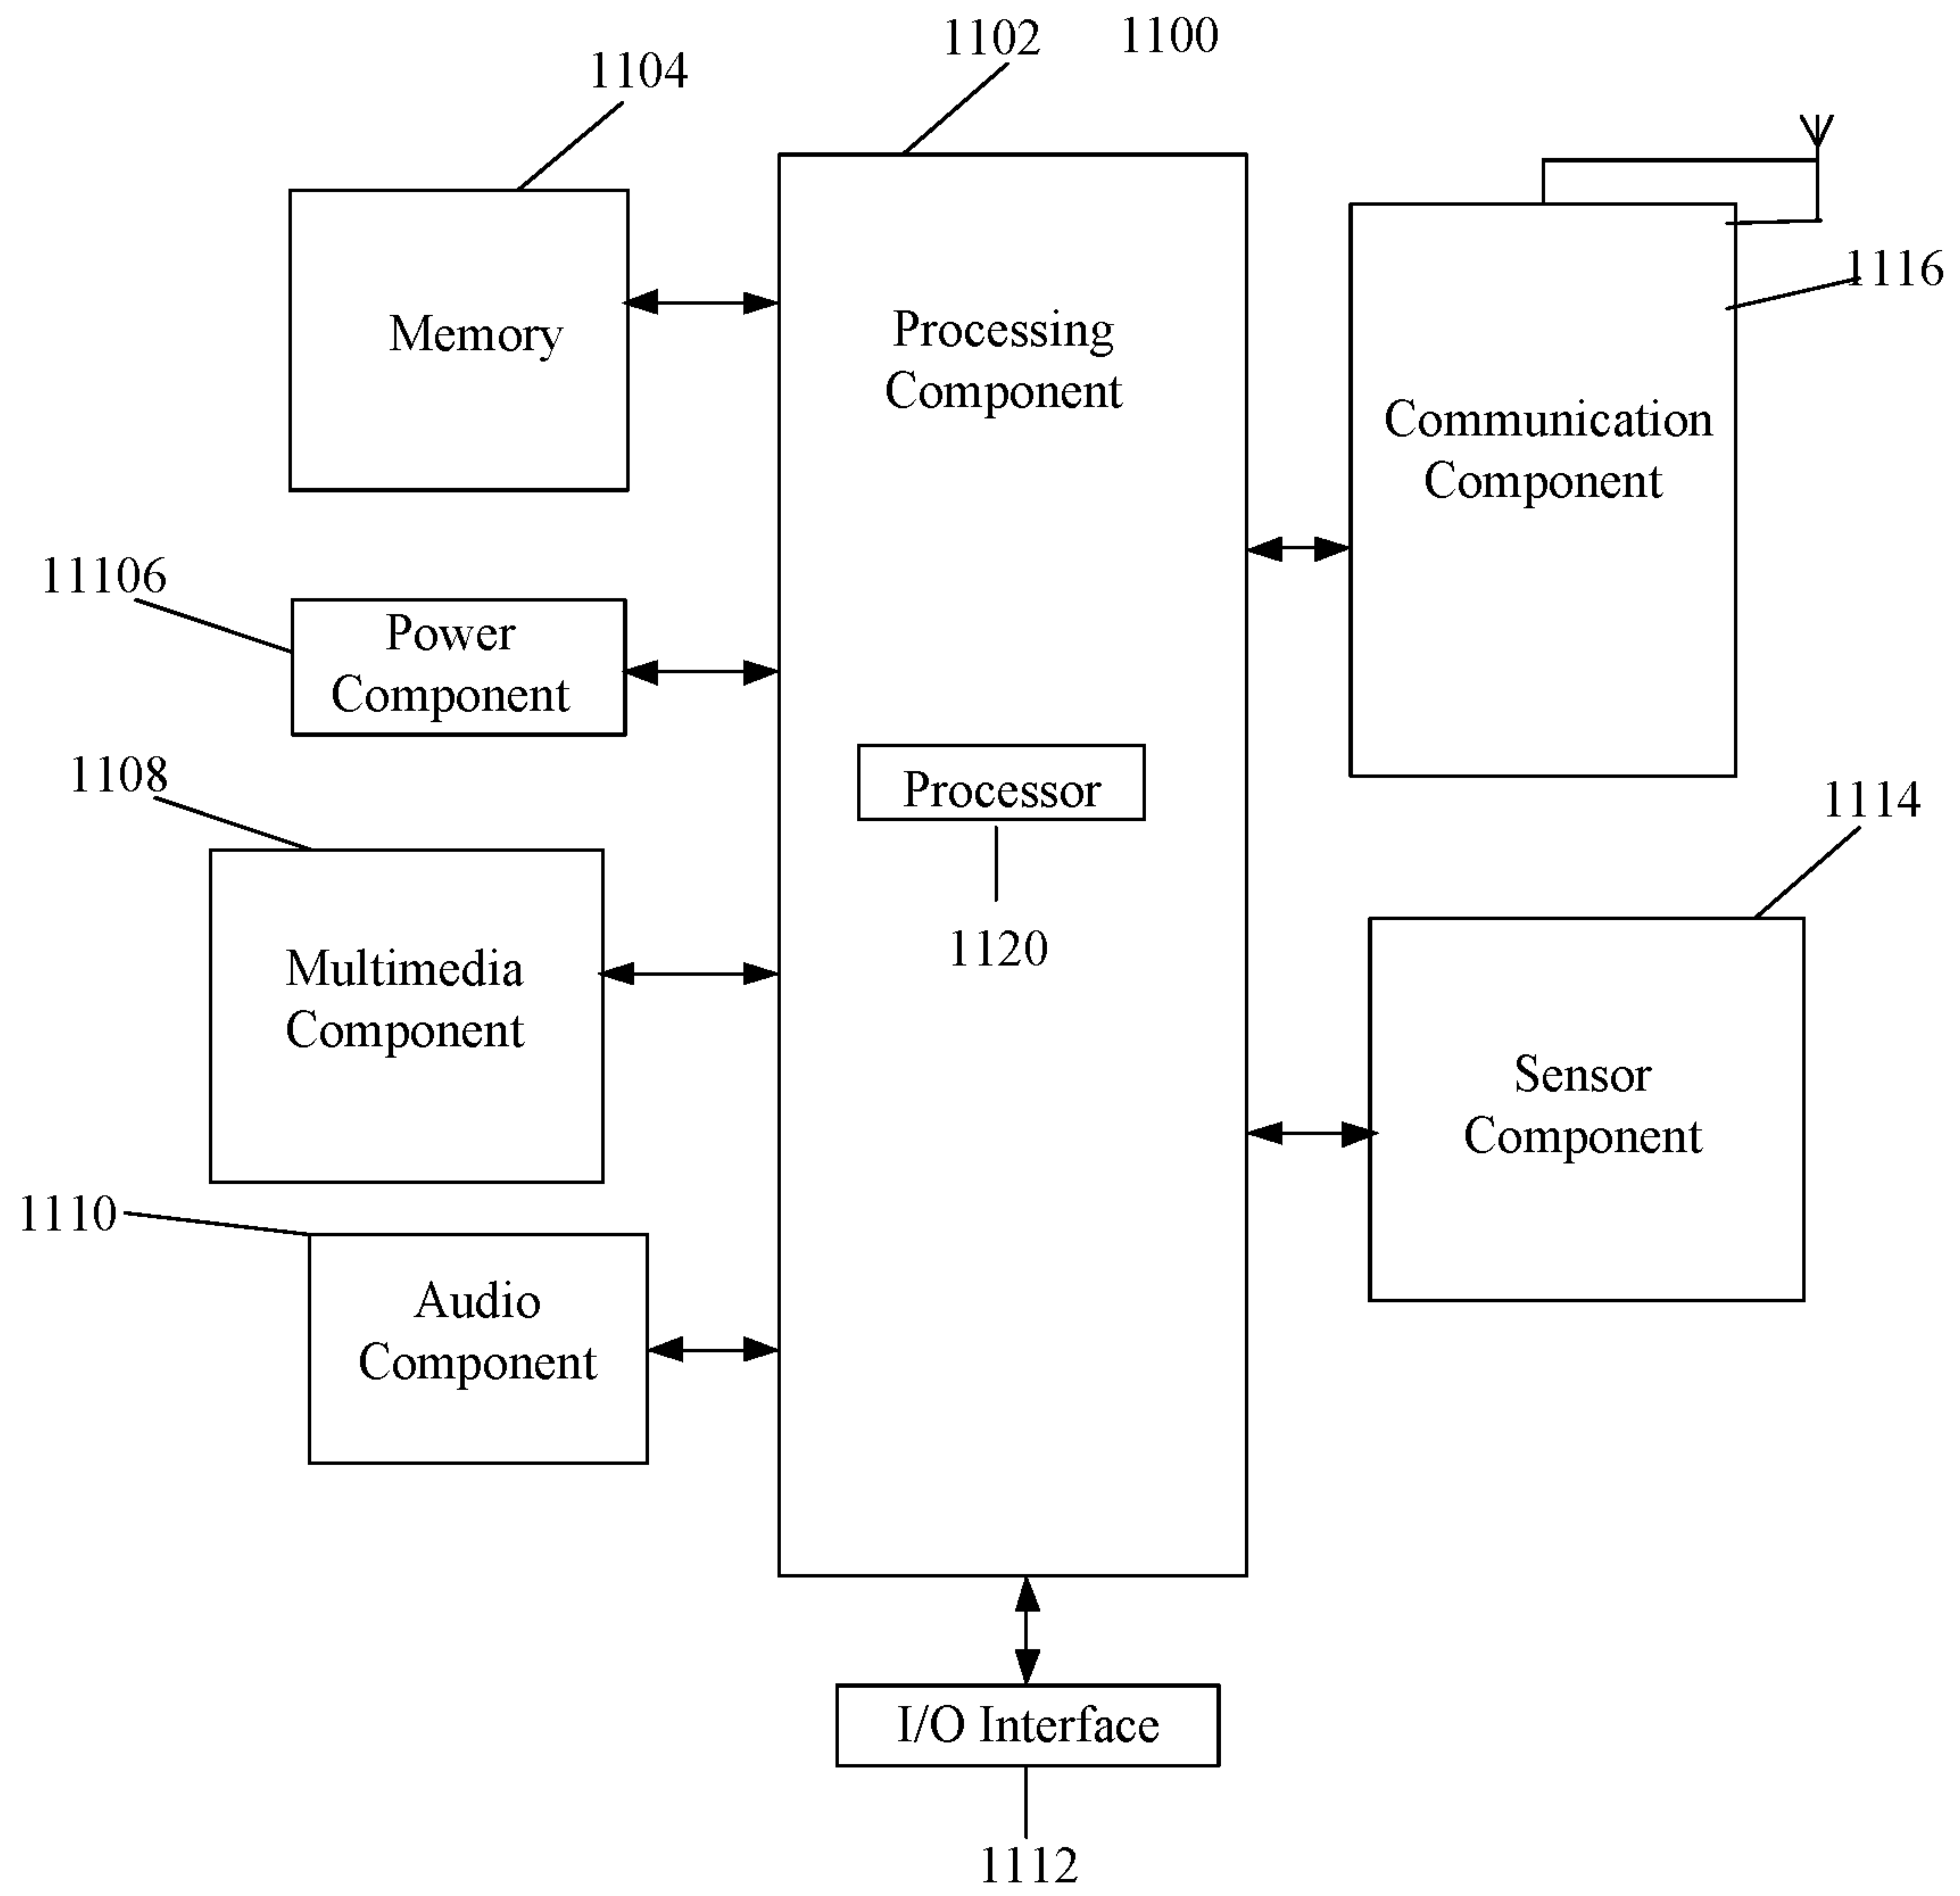 1102
1100
1104
1116
Memory
Processing
Component
Communication
Component
11106
Power
Component
1108
Processor
1114
1120
Multimedia
Component
Sensor
Component
1110
Audio
Component
I/O Interface
1112